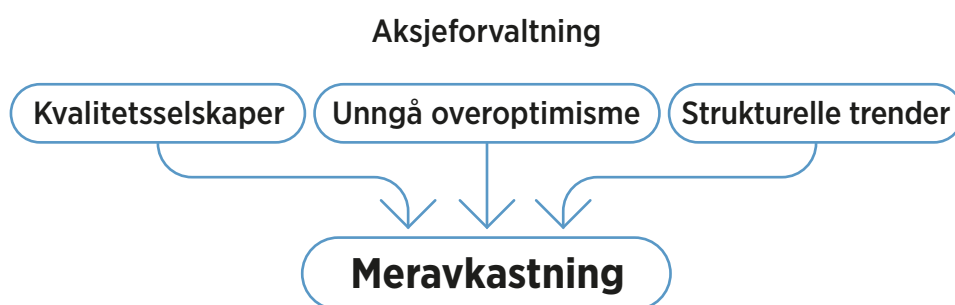 Aksjeforvaltning
Kvalitetsselskaper
Unngå overoptimisme
Strukturelle trender
Meravkastning